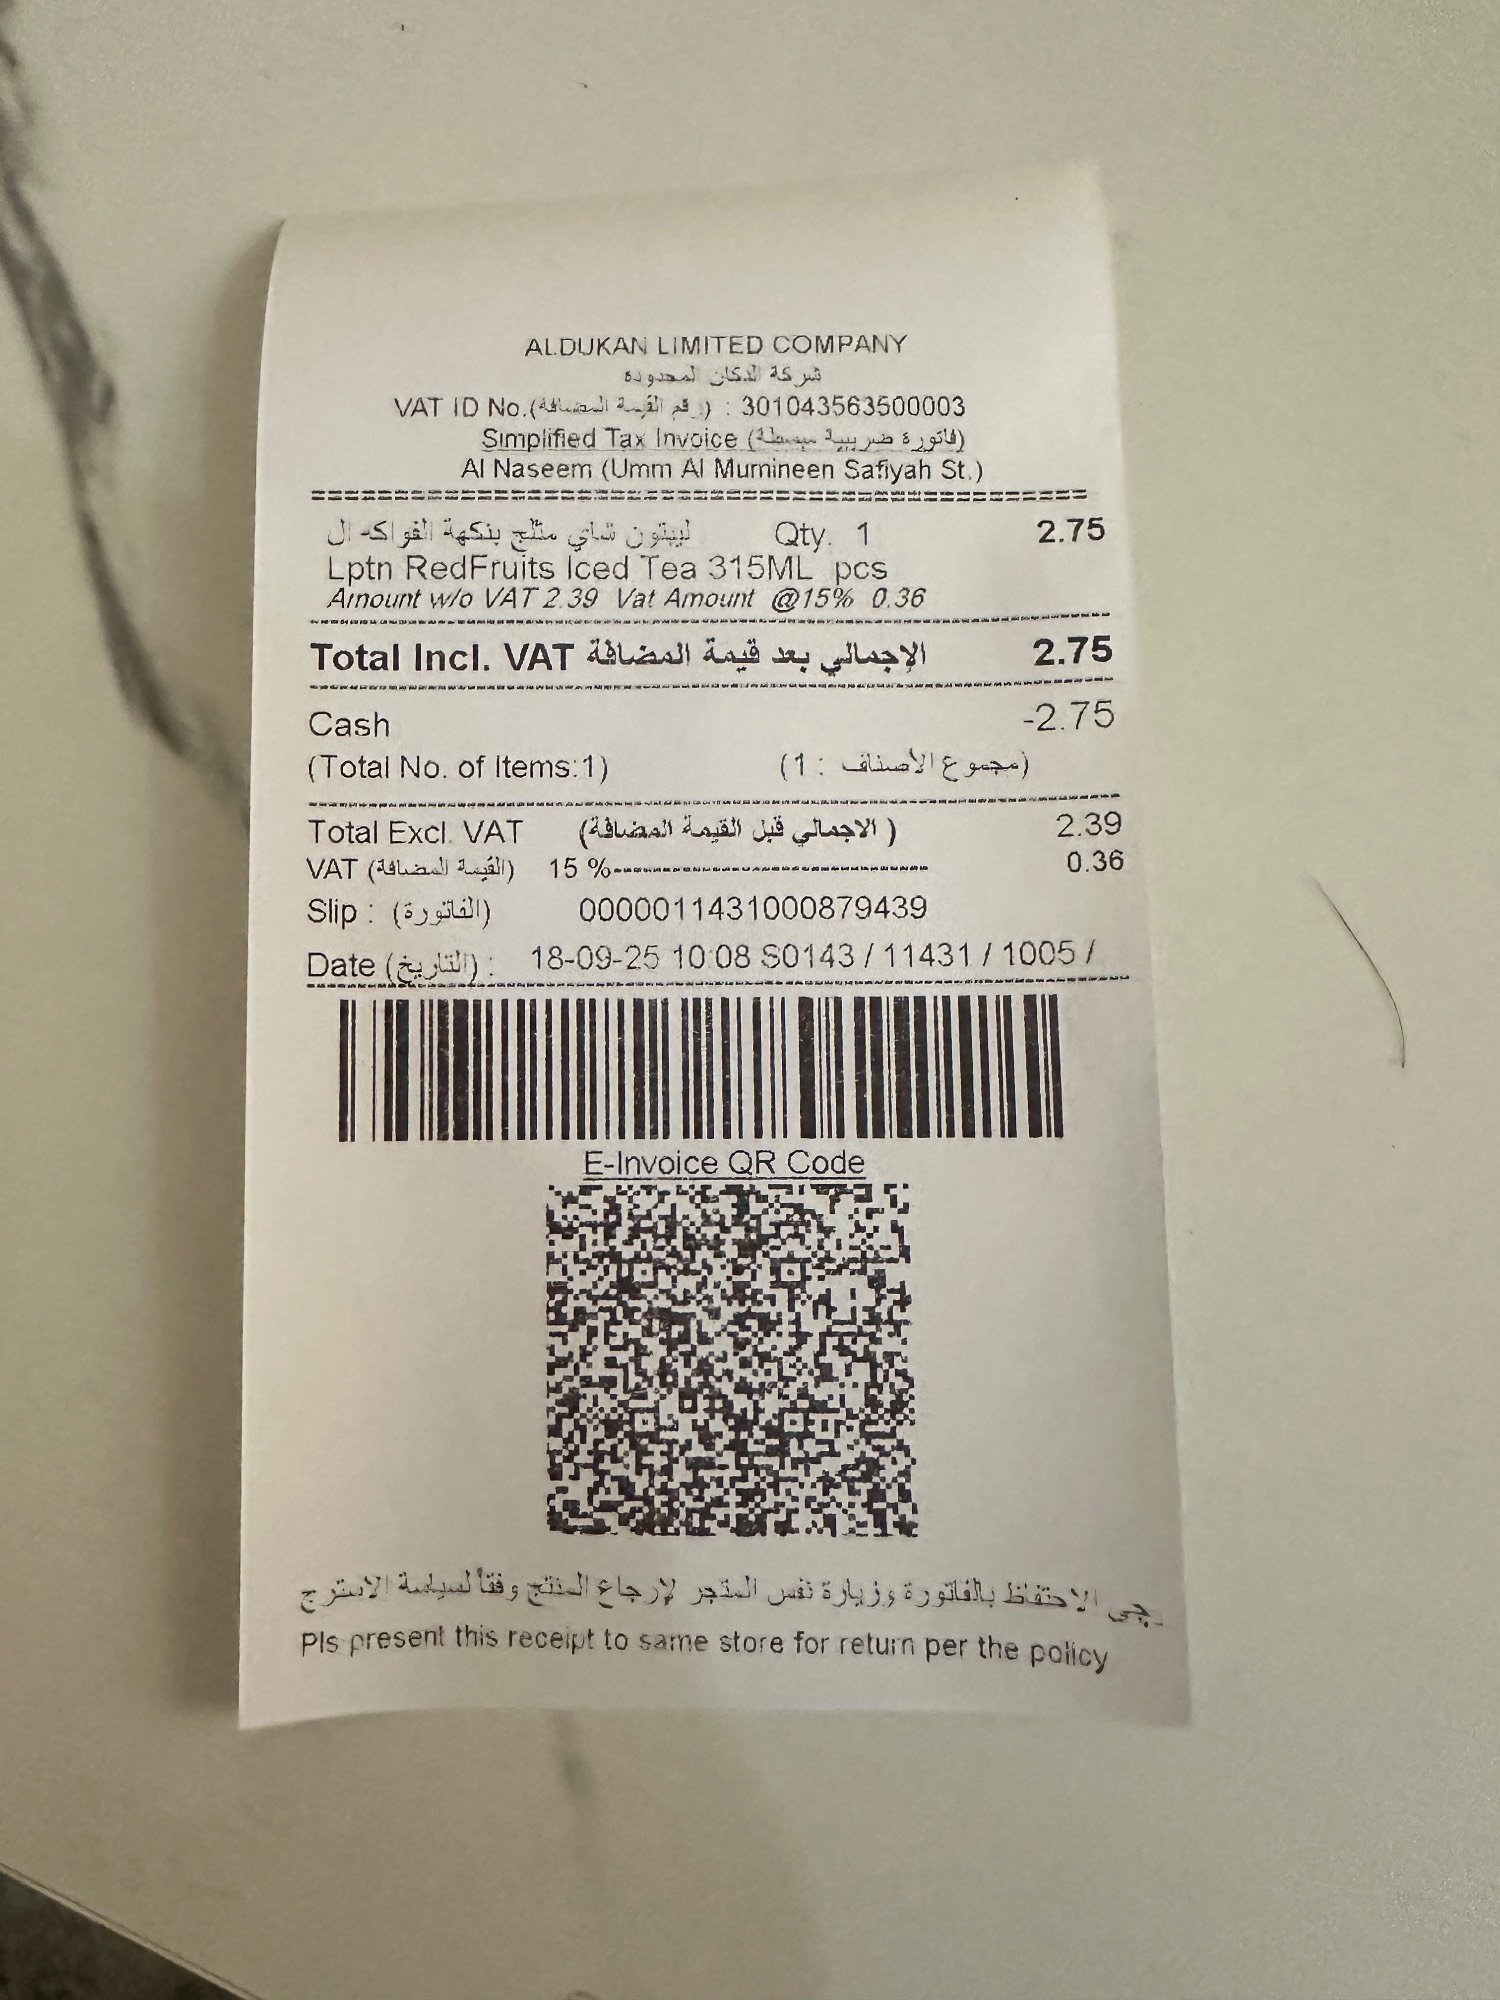 ALDUKAN LIMITED COMPANY
شركة الدكان لمحدوده
VAT ID No.(رقم القيمة المضافة) : 301043563500003
Simplified Tax Invoice (فاتورة ضريبية مبسطة)
Al Naseem (Umm Al Mumineen Safiyah St.)
ليبتون شاي مثلج بنكهة الفواكه ال Qty. 1 2.75
Lptn RedFruits Iced Tea 315ML pcs
Amount w/o VAT 2.39 Vat Amount @15% 0.36
Total Incl. VAT الإجمالي بعد قيمة المضافة 2.75
Cash -2.75
(Total No. of Items:1) (مجموع الأصناف : 1)
Total Excl. VAT (الاجمالي قبل القيمة المضافة ) 2.39
VAT (القيمة المضافة) 15 %------------------------------ 0.36
Slip : (الفاتورة) 0000011431000879439
Date (التاريخ) : 18-09-25 10:08 S0143 / 11431 / 1005 /
E-Invoice QR Code
جى الاحتفاظ بالفاتورة وزيارة نفس المتجر لإرجاع المنتج وفقا لسياسة الاسترج
Pls present this receipt to same store for return per the policy